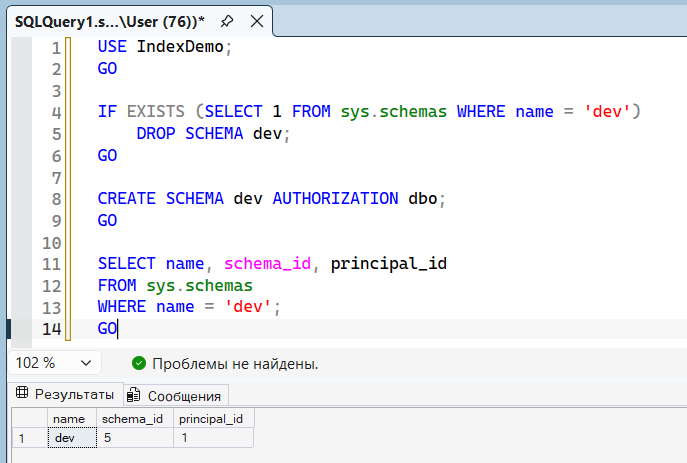 SQLQuery1.s...\User (76))*
1 USE IndexDemo;
2 GO
3
4 IF EXISTS (SELECT 1 FROM sys.schemas WHERE name = 'dev')
5 DROP SCHEMA dev;
6 GO
7
8 CREATE SCHEMA dev AUTHORIZATION dbo;
9 GO
10
11 SELECT name, schema_id, principal_id
12 FROM sys.schemas
13 WHERE name = 'dev';
14 GO
102 % Проблемы не найдены.
Результаты Сообщения
name schema_id principal_id
1 dev 5 1